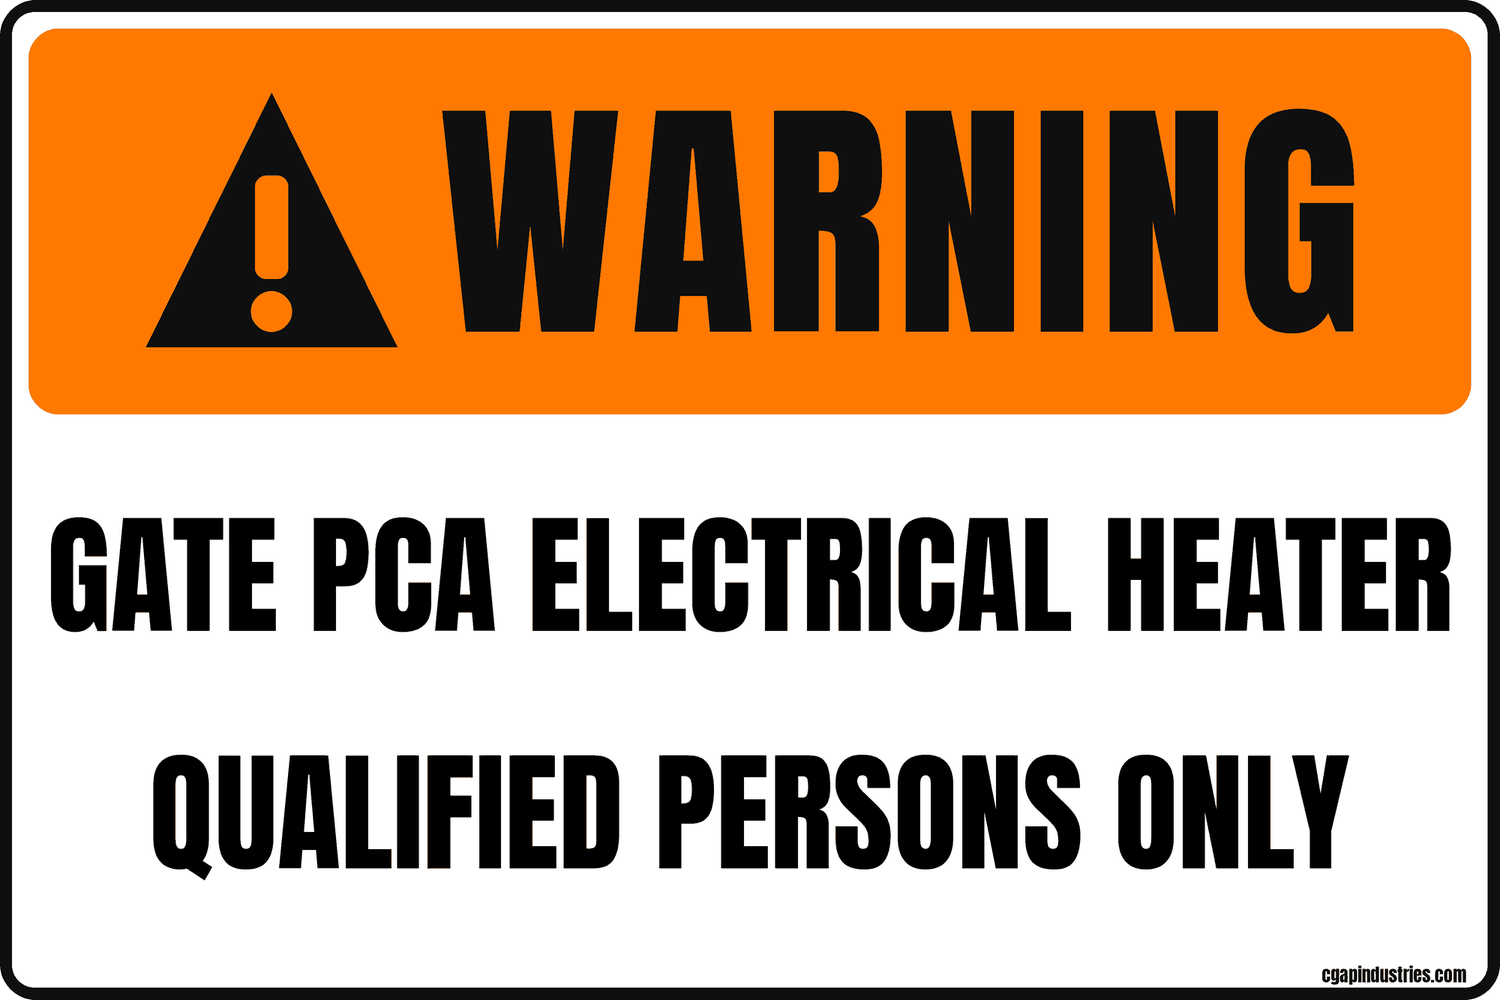 WARNING
GATE PCA ELECTRICAL HEATER
QUALIFIED PERSONS ONLY
cgapindustries.com